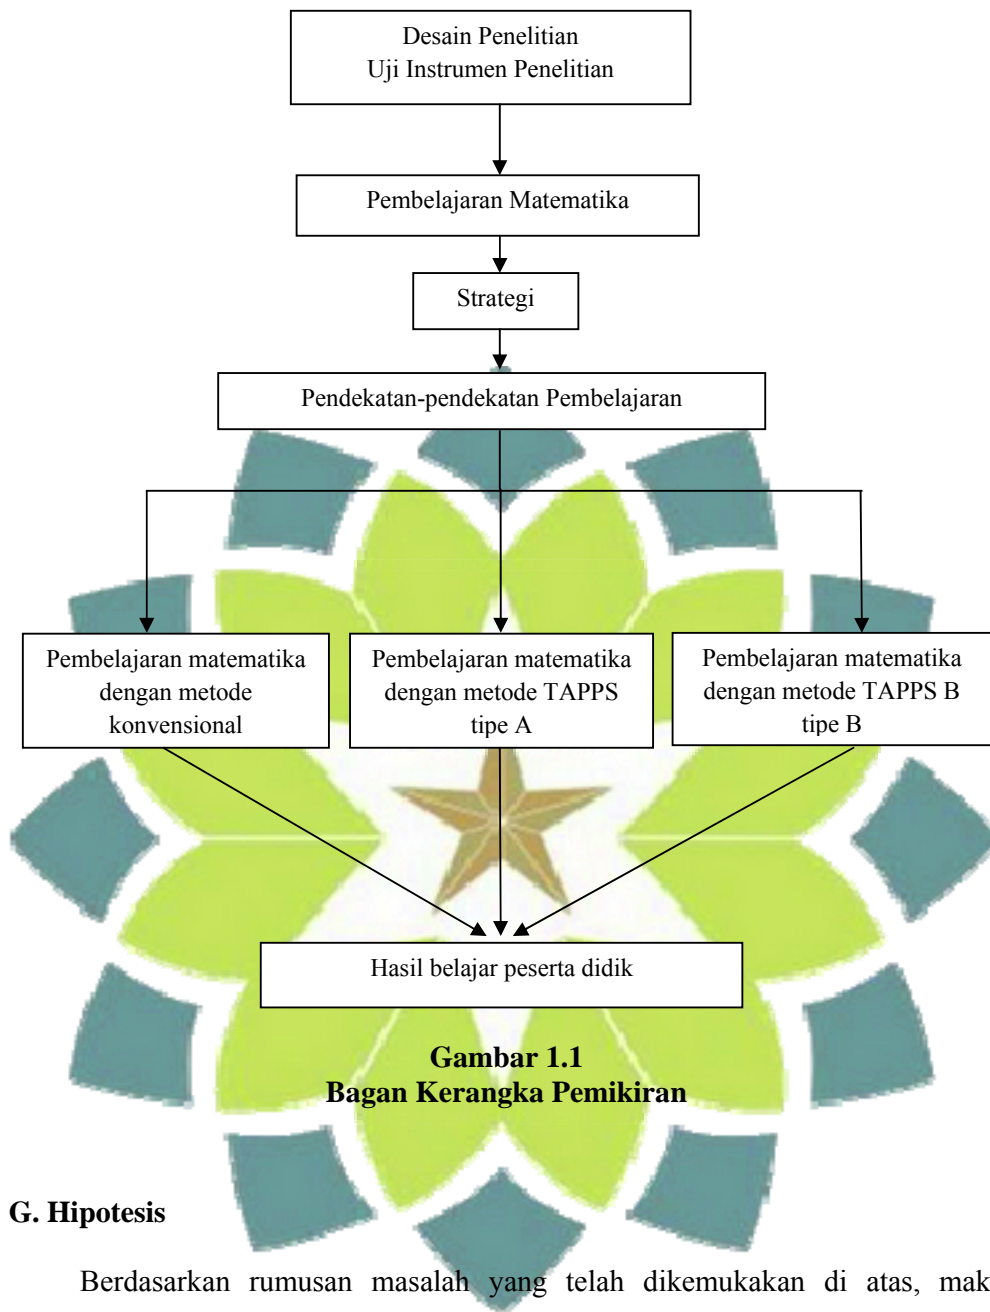 Desain Penelitian
Uji Instrumen Penelitian
Pembelajaran Matematika
Strategi
Pendekatan-pendekatan Pembelajaran
Pembelajaran matematika
dengan metode
konvensional
Pembelajaran matematika
dengan metode TAPPS
tipe A
Pembelajaran matematika
dengan metode TAPPS B
tipe B
Hasil belajar peserta didik
Gambar 1.1
Bagan Kerangka Pemikiran
G. Hipotesis
Berdasarkan rumusan masalah yang telah dikemukakan di atas, mak